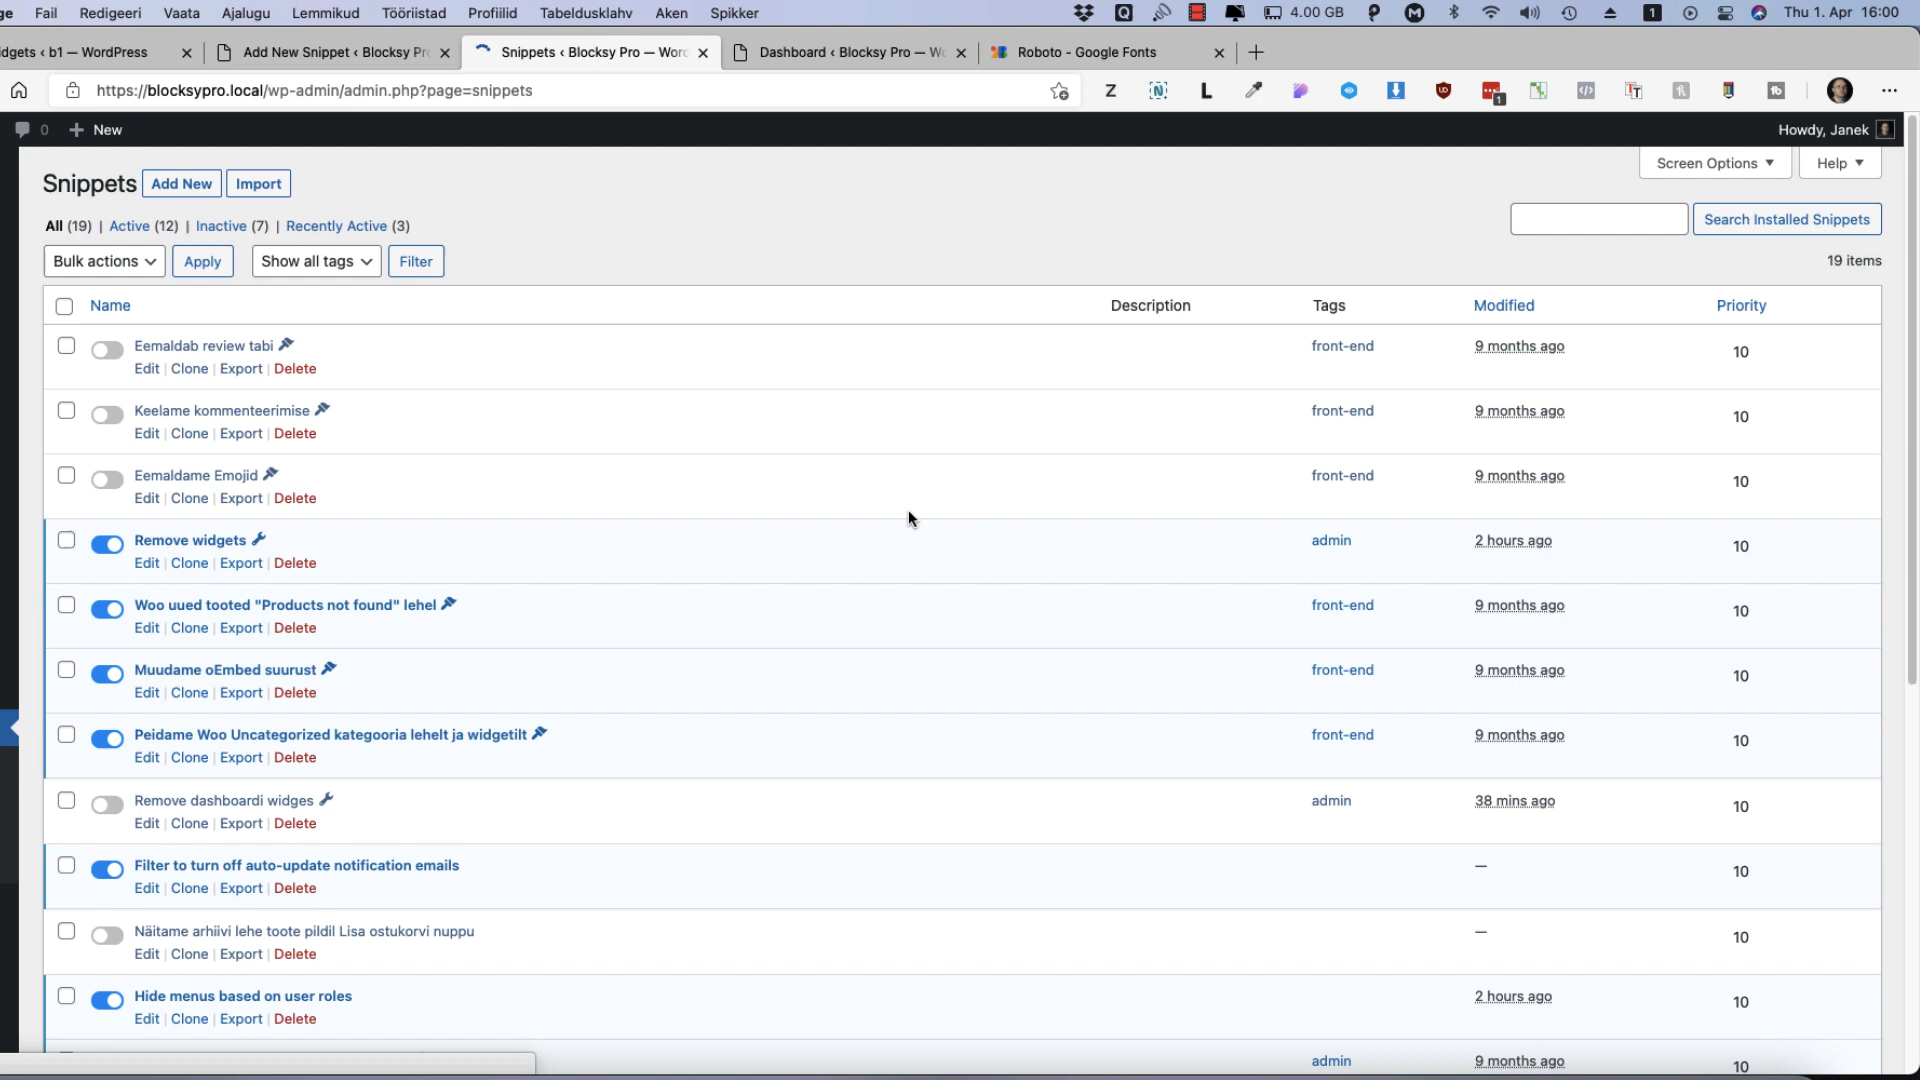 Fail Redigeeri Vaata Ajalugu Lemmikud Tööriistad Profiilid Tabeldusklahv Aken Spikker 4.00 GB 1 Thu 1. Apr 16:00
dgets ‹ b1 — WordPress Add New Snippet ‹ Blocksy Pr Snippets ‹ Blocksy Pro — Word Dashboard ‹ Blocksy Pro — Wo Roboto - Google Fonts
https://blocksypro.local/wp-admin/admin.php?page=snippets
0 New Howdy, Janek
Screen Options Help
Snippets Add New Import
All (19) | Active (12) | Inactive (7) | Recently Active (3)
Search Installed Snippets
Bulk actions Apply Show all tags Filter 19 items
Name Description Tags Modified Priority
Eemaldab review tabi front-end 9 months ago 10
Edit | Clone | Export | Delete
Keelame kommenteerimise front-end 9 months ago 10
Edit | Clone | Export | Delete
Eemaldame Emojid front-end 9 months ago 10
Edit | Clone | Export | Delete
Remove widgets admin 2 hours ago 10
Edit | Clone | Export | Delete
Woo uued tooted "Products not found" lehel front-end 9 months ago 10
Edit | Clone | Export | Delete
Muudame oEmbed suurust front-end 9 months ago 10
Edit | Clone | Export | Delete
Peidame Woo Uncategorized kategooria lehelt ja widgetilt front-end 9 months ago 10
Edit | Clone | Export | Delete
Remove dashboardi widges admin 38 mins ago 10
Edit | Clone | Export | Delete
Filter to turn off auto-update notification emails — 10
Edit | Clone | Export | Delete
Näitame arhiivi lehe toote pildil Lisa ostukorvi nuppu — 10
Edit | Clone | Export | Delete
Hide menus based on user roles 2 hours ago 10
Edit | Clone | Export | Delete
admin 9 months ago 10